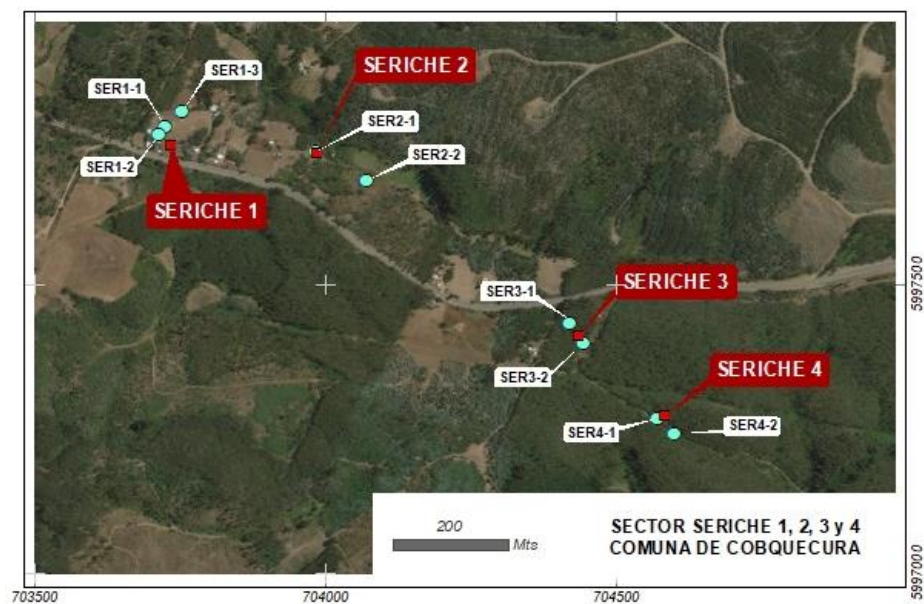 SER1-3
SERICHE 2
SER1-1
SER2-1
SER1-2
SER2-2
SERICHE 1
5997500
SERICHE 3
SER3-1
SER3-2
SERICHE 4
SER4-1
SER4-2
200
Mts
SECTOR SERICHE 1, 2, 3 y 4
COMUNA DE COBQUECURA
5997000
703500
704000
704500